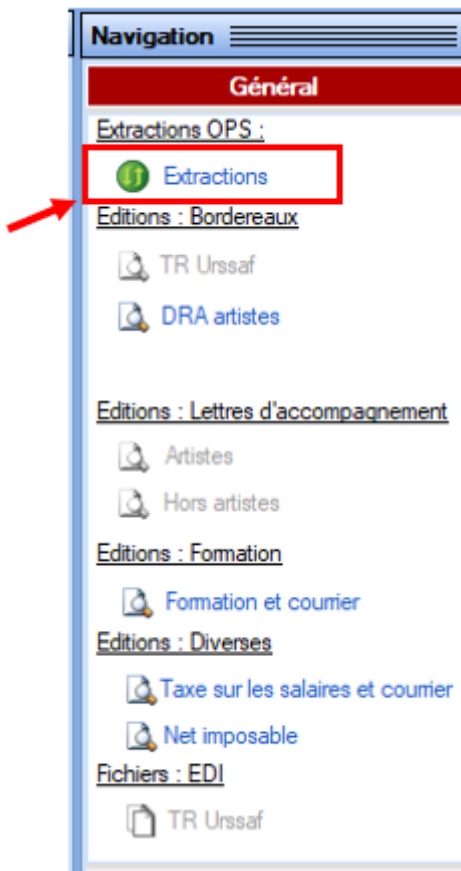 Navigation
Général
Extractions OPS :
Extractions
Editions : Bordereaux
TR Urssaf
DRA artistes
Editions : Lettres d'accompagnement
Artistes
Hors artistes
Editions : Formation
Formation et courrier
Editions : Diverses
Taxe sur les salaires et courrier
Net imposable
Fichiers : EDI
TR Urssaf